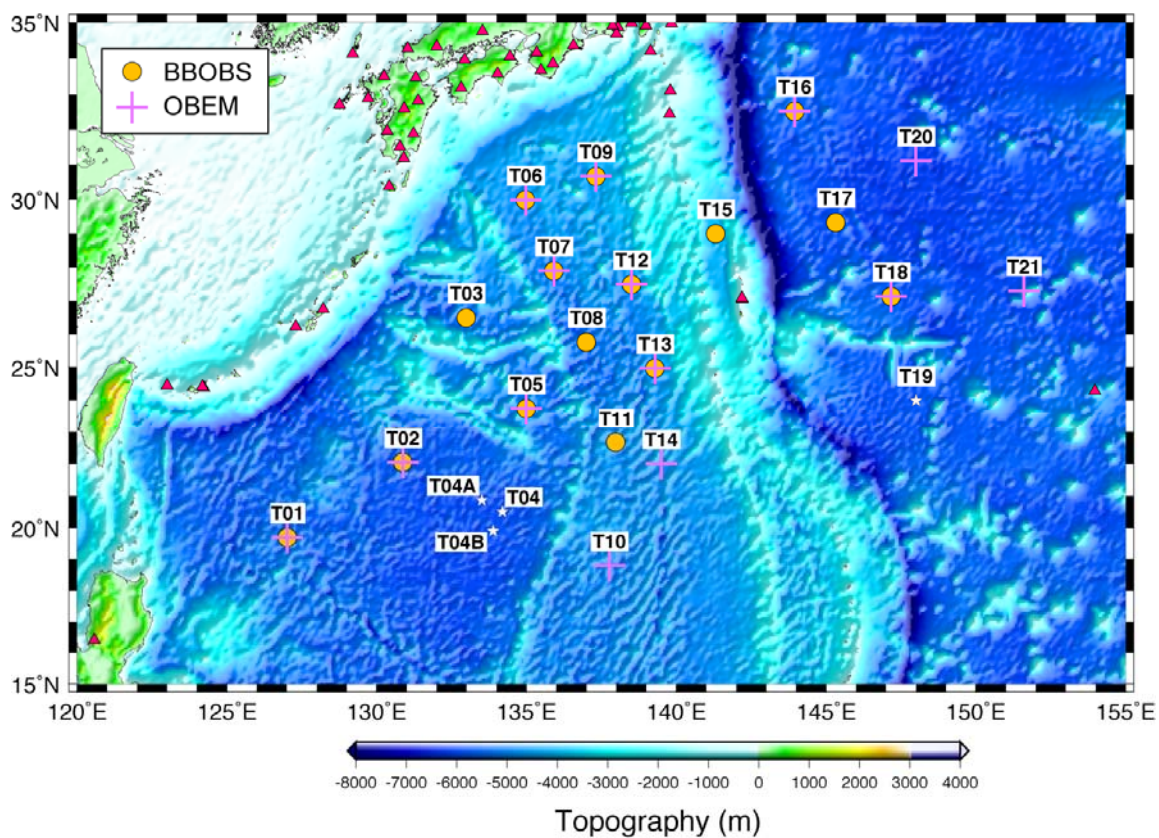 35˚N
30˚N
25˚N
20˚N
15˚N
BBOBS
OBEM
T16
T20
T09
T06
T17
T15
T07
T12
T21
T18
T03
T08
T13
T19
T05
T11
T14
T02
T04A
T04
T01
T04B
T10
120˚E
125˚E
130˚E
135˚E
140˚E
145˚E
150˚E
155˚E
-8000 -7000 -6000 -5000 -4000 -3000 -2000 -1000 0 1000 2000 3000 4000
Topography (m)